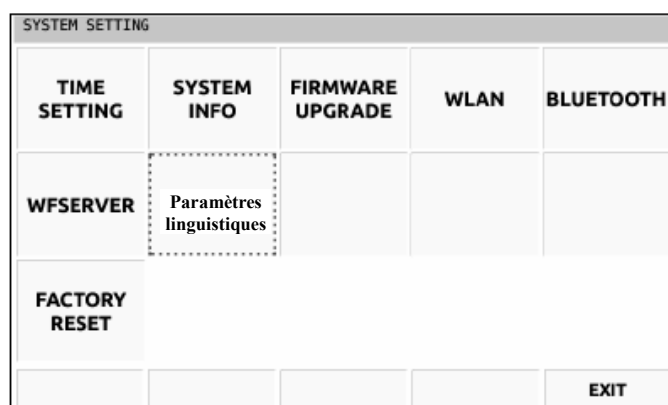 SYSTEM SETTING
TIME
SETTING
SYSTEM
INFO
FIRMWARE
UPGRADE
WLAN
BLUETOOTH
WFSERVER
Paramètres
linguistiques
FACTORY
RESET
EXIT